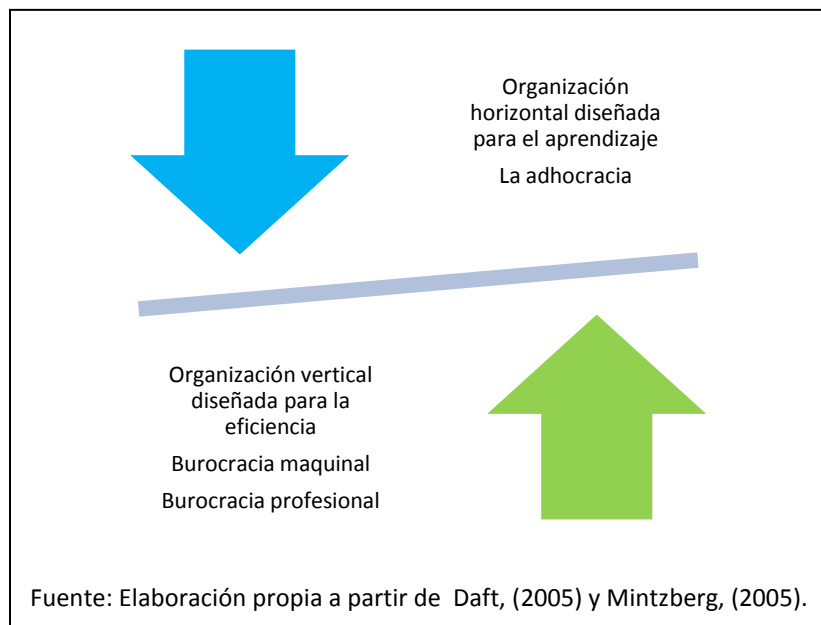 Organización
horizontal diseñada
para el aprendizaje
La adhocracia
Organización vertical
diseñada para la
eficiencia
Burocracia maquinal
Burocracia profesional
Fuente: Elaboración propia a partir de  Daft, (2005) y Mintzberg, (2005).